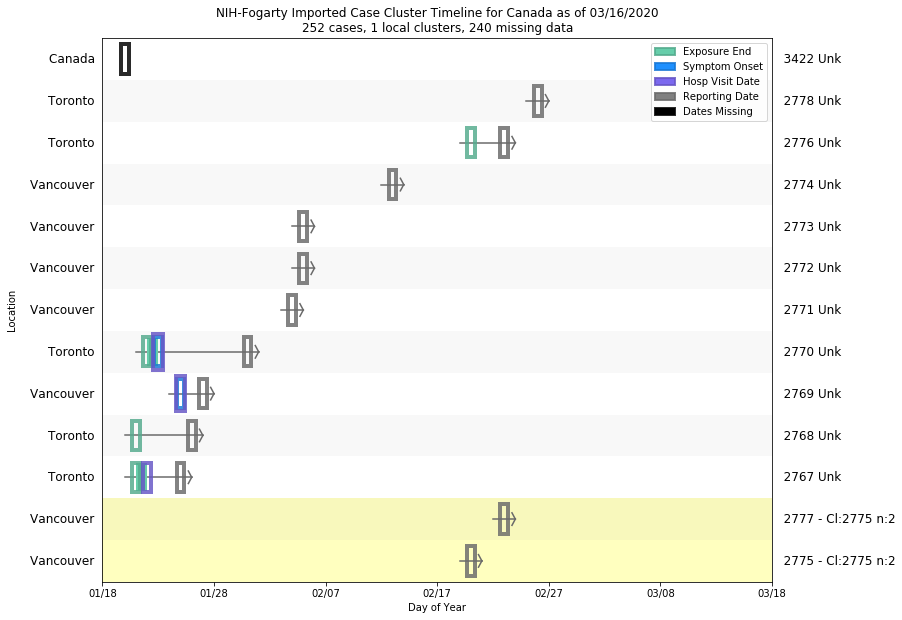 NIH-Fogarty Imported Case Cluster Timeline for Canada as of 03/16/2020
252 cases, 1 local clusters, 240 missing data
Exposure End
Symptom Onset
Hosp Visit Date
Reporting Date
Dates Missing
Canada 3422 Unk
Toronto 2778 Unk
Toronto 2776 Unk
Vancouver 2774 Unk
Vancouver 2773 Unk
Vancouver 2772 Unk
Vancouver 2771 Unk
Toronto 2770 Unk
Vancouver 2769 Unk
Toronto 2768 Unk
Toronto 2767 Unk
Vancouver 2777 - Cl:2775 n:2
Vancouver 2775 - Cl:2775 n:2
Location
01/18 01/28 02/07 02/17 02/27 03/08 03/18
Day of Year